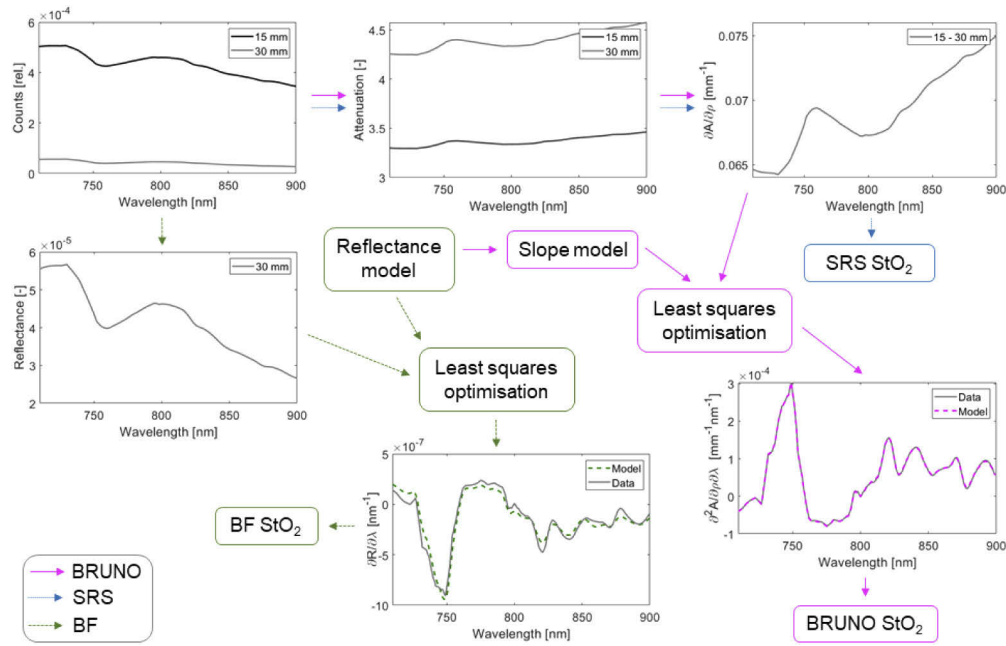 ×10⁻⁴
6
4
2
0
Counts [rel.]
15 mm
30 mm
750 800 850 900
Wavelength [nm]
4.5
4
3.5
3
Attenuation [-]
15 mm
30 mm
750 800 850 900
Wavelength [nm]
0.075
0.07
0.065
∂A/∂ρ [mm⁻¹]
15 - 30 mm
750 800 850 900
Wavelength [nm]
×10⁻⁵
6
5
4
3
2
Reflectance [-]
30 mm
750 800 850 900
Wavelength [nm]
Reflectance
model
Slope model
SRS StO₂
Least squares
optimisation
Least squares
optimisation
×10⁻⁷
5
0
-5
-10
∂R/∂λ [nm⁻¹]
Model
Data
750 800 850 900
Wavelength [nm]
×10⁻⁴
3
2
1
0
-1
∂²A/∂ρ∂λ [mm⁻¹nm⁻¹]
Data
Model
750 800 850 900
Wavelength [nm]
BF StO₂
BRUNO StO₂
BRUNO
SRS
BF